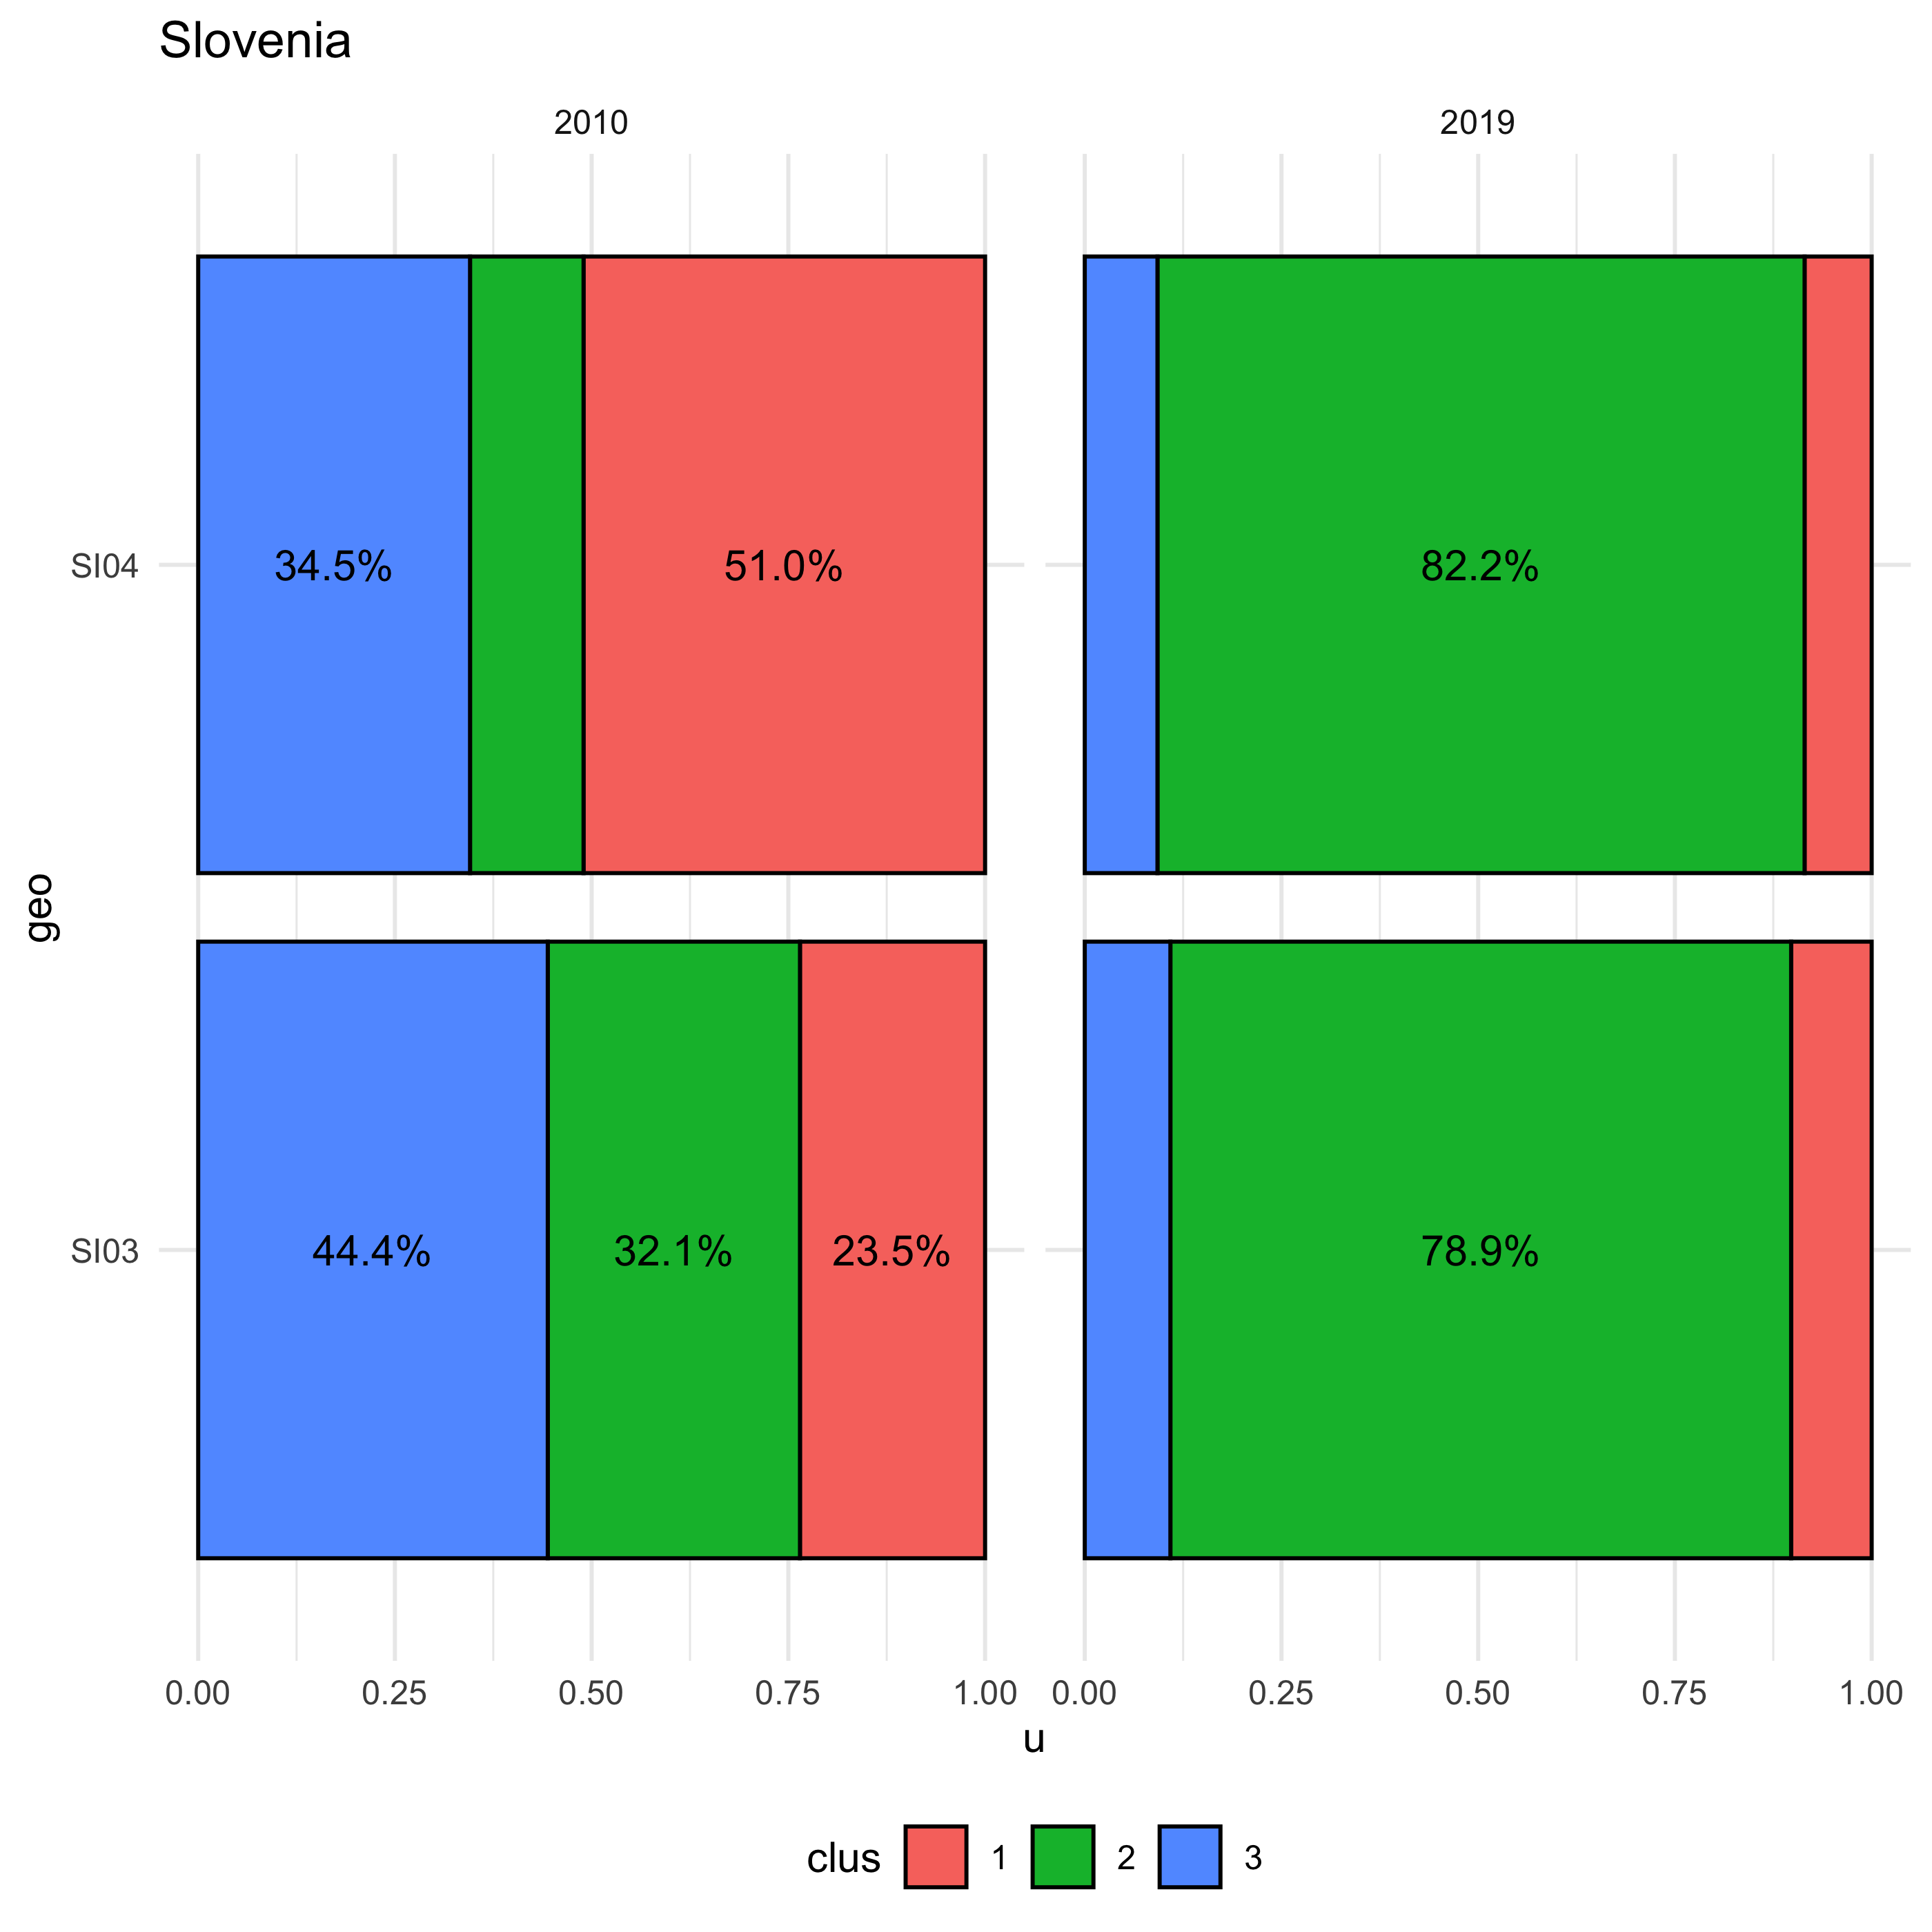 Slovenia
2010 2019
SI04 34.5% 51.0% 82.2%
geo
SI03 44.4% 32.1% 23.5% 78.9%
0.00 0.25 0.50 0.75 1.00 0.00 0.25 0.50 0.75 1.00
u
clus 1 2 3